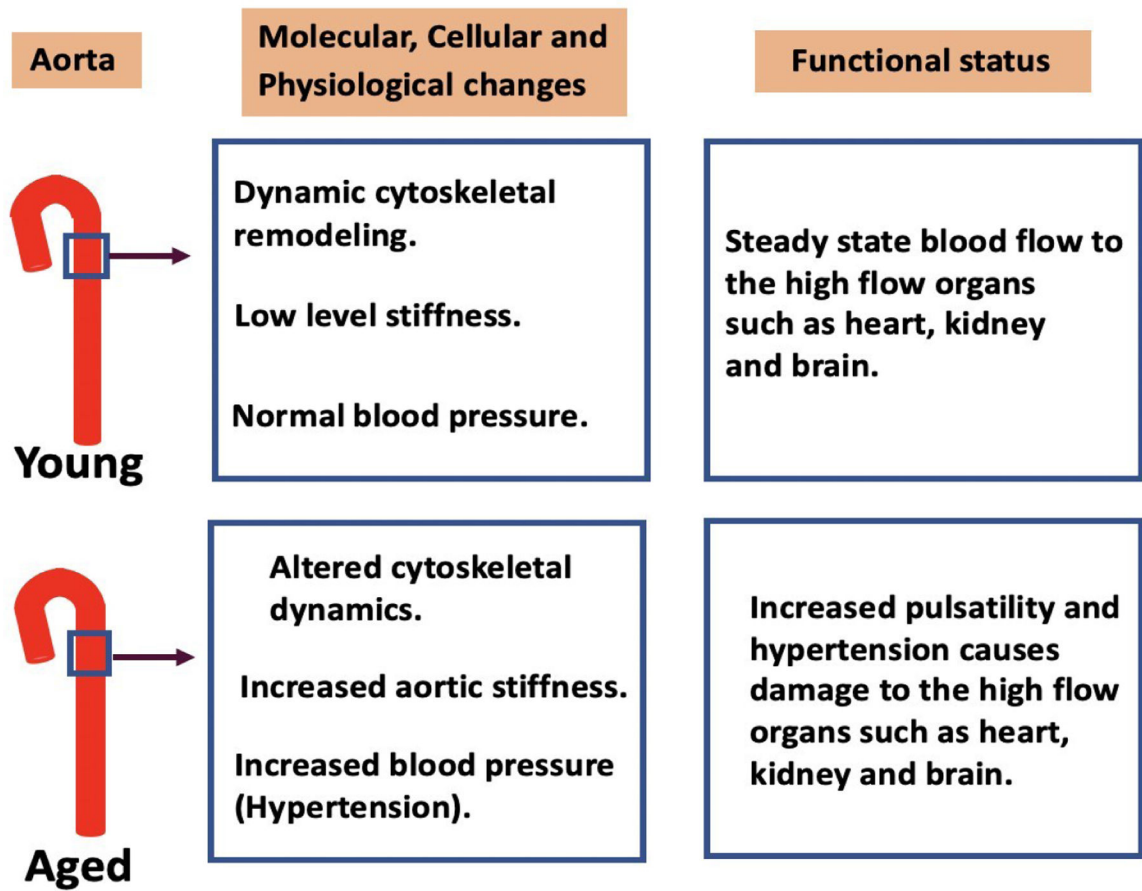 Aorta
Molecular, Cellular and
Physiological changes
Functional status
Dynamic cytoskeletal
remodeling.
Low level stiffness.
Normal blood pressure.
Steady state blood flow to
the high flow organs
such as heart, kidney
and brain.
Young
Altered cytoskeletal
dynamics.
Increased aortic stiffness.
Increased blood pressure
(Hypertension).
Increased pulsatility and
hypertension causes
damage to the high flow
organs such as heart,
kidney and brain.
Aged